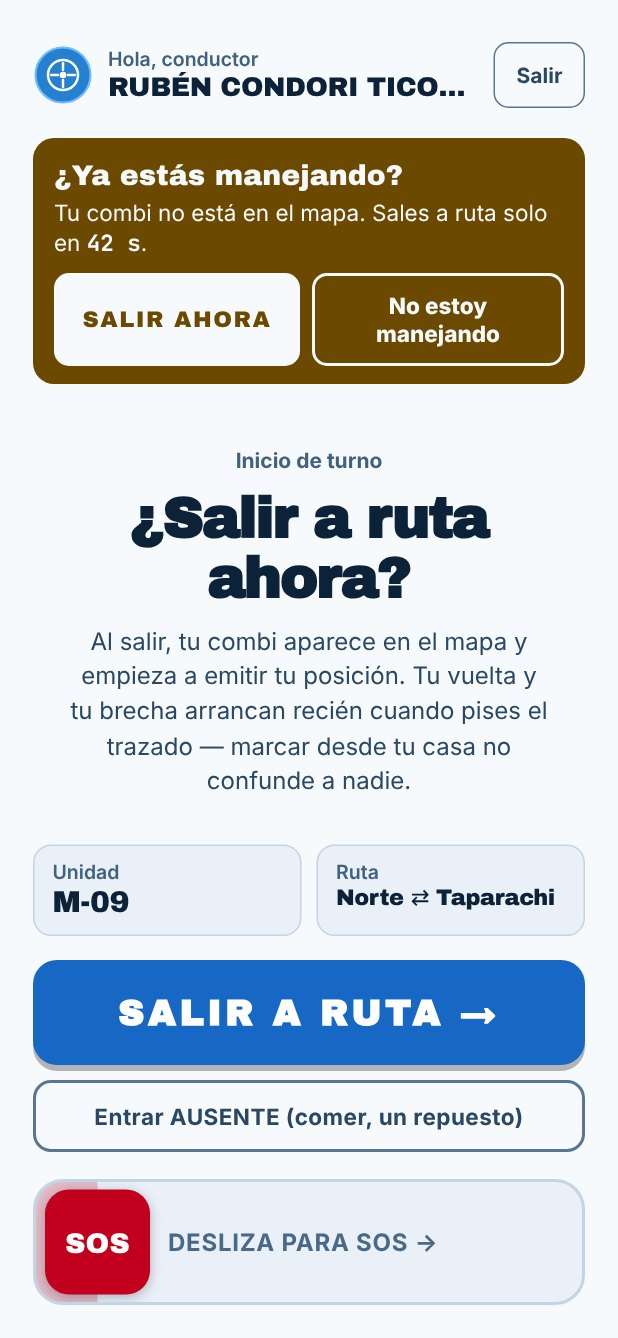 Hola, conductor
RUBÉN CONDORI TICO...
Salir
¿Ya estás manejando?
Tu combi no está en el mapa. Sales a ruta solo
en 42 s.
SALIR AHORA
No estoy
manejando
Inicio de turno
¿Salir a ruta
ahora?
Al salir, tu combi aparece en el mapa y
empieza a emitir tu posición. Tu vuelta y
tu brecha arrancan recién cuando pises el
trazado — marcar desde tu casa no
confunde a nadie.
Unidad
M-09
Ruta
Norte ⇄ Taparachi
SALIR A RUTA →
Entrar AUSENTE (comer, un repuesto)
SOS
DESLIZA PARA SOS →